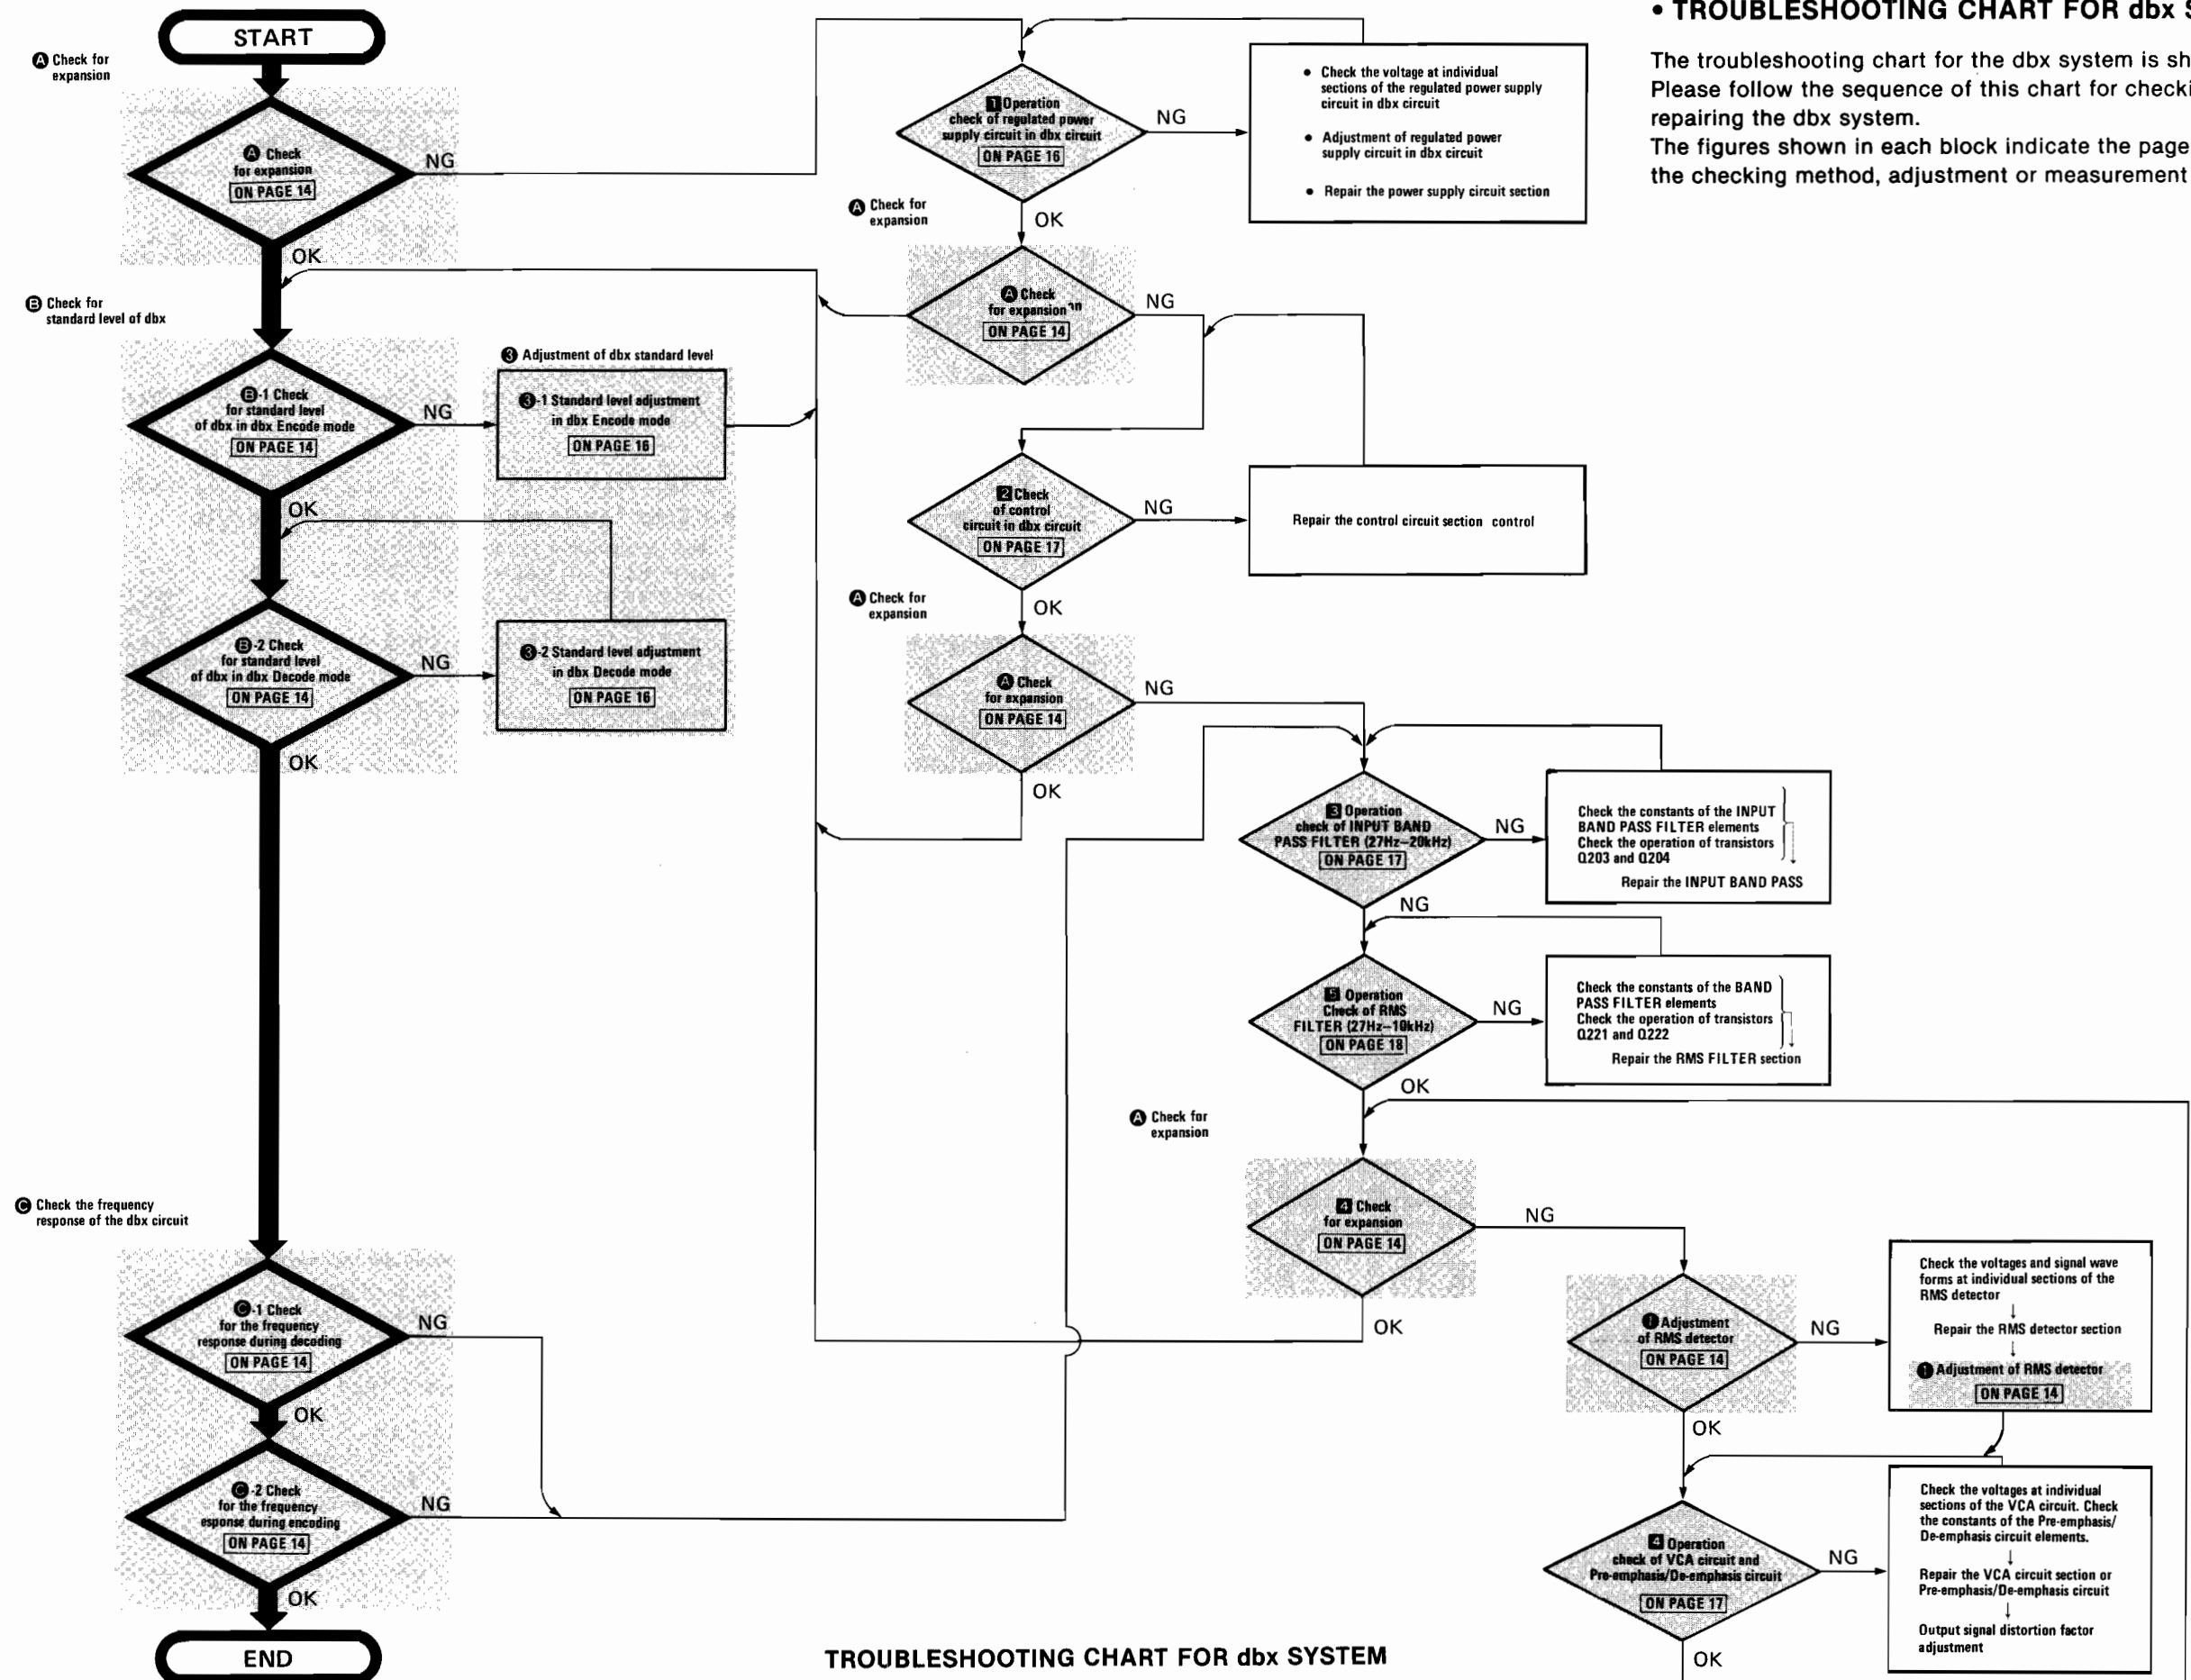 START
A Check for
expansion
A Check
for expansion
ON PAGE 14
NG
OK
B Check for
standard level of dbx
B-1 Check
for standard level
of dbx in dbx Encode mode
ON PAGE 14
NG
OK
3 Adjustment of dbx standard level
3-1 Standard level adjustment
in dbx Encode mode
ON PAGE 16
B-2 Check
for standard level
of dbx in dbx Decode mode
ON PAGE 14
NG
OK
3-2 Standard level adjustment
in dbx Decode mode
ON PAGE 16
C Check the frequency
response of the dbx circuit
C-1 Check
for the frequency
response during decoding
ON PAGE 14
NG
OK
C-2 Check
for the frequency
esponse during encoding
ON PAGE 14
NG
OK
END
1 Operation
check of regulated power
supply circuit in dbx circuit
ON PAGE 16
NG
OK
• Check the voltage at individual
sections of the regulated power supply
circuit in dbx circuit
• Adjustment of regulated power
supply circuit in dbx circuit
• Repair the power supply circuit section
A Check for
expansion
A Check
for expansion
ON PAGE 14
NG
2 Check
of control
circuit in dbx circuit
ON PAGE 17
NG
OK
Repair the control circuit section control
A Check for
expansion
A Check
for expansion
ON PAGE 14
NG
OK
3 Operation
check of INPUT BAND
PASS FILTER (27Hz–20kHz)
ON PAGE 17
NG
NG
Check the constants of the INPUT
BAND PASS FILTER elements
Check the operation of transistors
Q203 and Q204
Repair the INPUT BAND PASS
5 Operation
Check of RMS
FILTER (27Hz–10kHz)
ON PAGE 18
NG
OK
Check the constants of the BAND
PASS FILTER elements
Check the operation of transistors
Q221 and Q222
Repair the RMS FILTER section
A Check for
expansion
4 Check
for expansion
ON PAGE 14
NG
OK
1 Adjustment
of RMS detector
ON PAGE 14
NG
OK
Check the voltages and signal wave
forms at individual sections of the
RMS detector
↓
Repair the RMS detector section
↓
1 Adjustment of RMS detector
ON PAGE 14
4 Operation
check of VCA circuit and
Pre-emphasis/De-emphasis circuit
ON PAGE 17
NG
OK
Check the voltages at individual
sections of the VCA circuit. Check
the constants of the Pre-emphasis/
De-emphasis circuit elements.
↓
Repair the VCA circuit section or
Pre-emphasis/De-emphasis circuit
↓
Output signal distortion factor
adjustment
• TROUBLESHOOTING CHART FOR dbx S
The troubleshooting chart for the dbx system is sh
Please follow the sequence of this chart for checki
repairing the dbx system.
The figures shown in each block indicate the page
the checking method, adjustment or measurement
TROUBLESHOOTING CHART FOR dbx SYSTEM